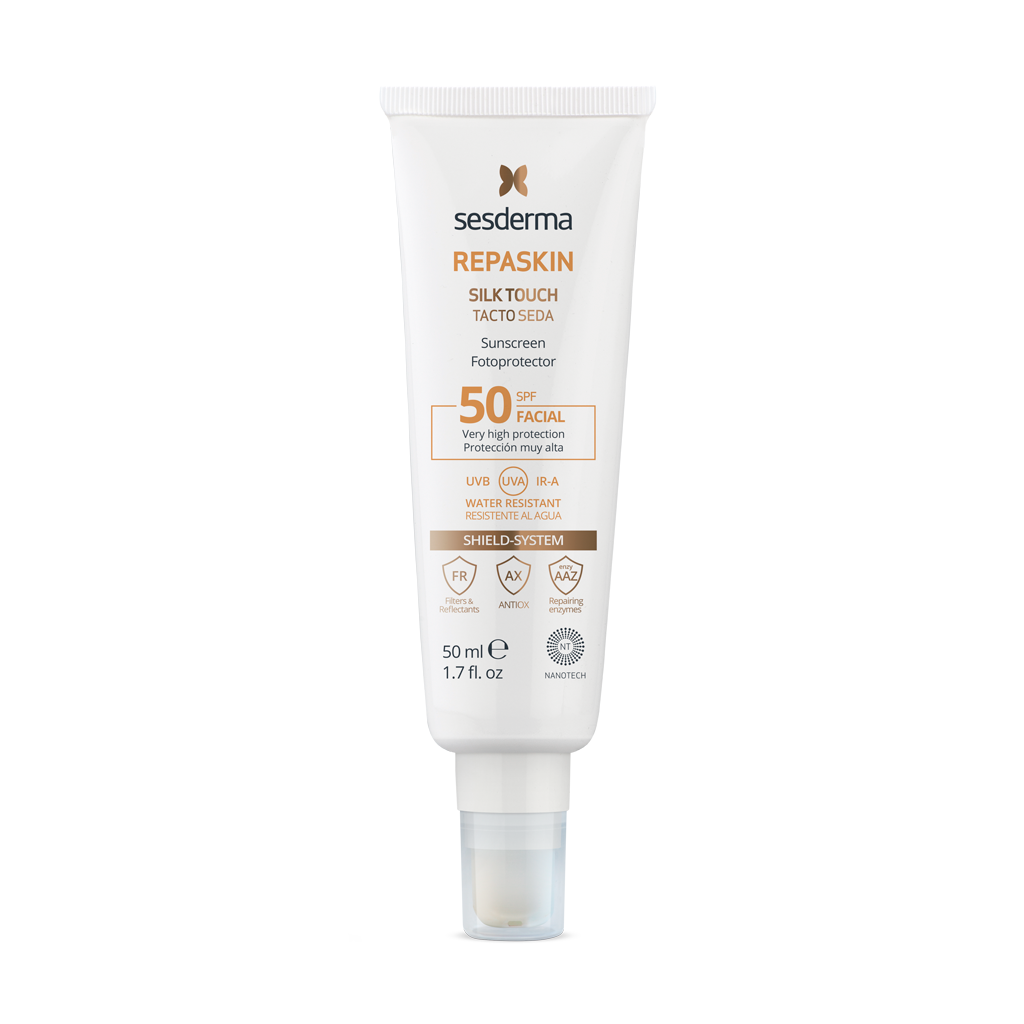 sesderma
REPASKIN
SILK TOUCH
TACTO SEDA
Sunscreen
Fotoprotector
50 SPF
FACIAL
Very high protection
Protección muy alta
UVB UVA IR-A
WATER RESISTANT
RESISTENTE AL AGUA
SHIELD-SYSTEM
FR AX enzy AAZ
Filters & Reflectants
ANTIOX
Repairing enzymes
50 ml e
1.7 fl. oz
NT
NANOTECH